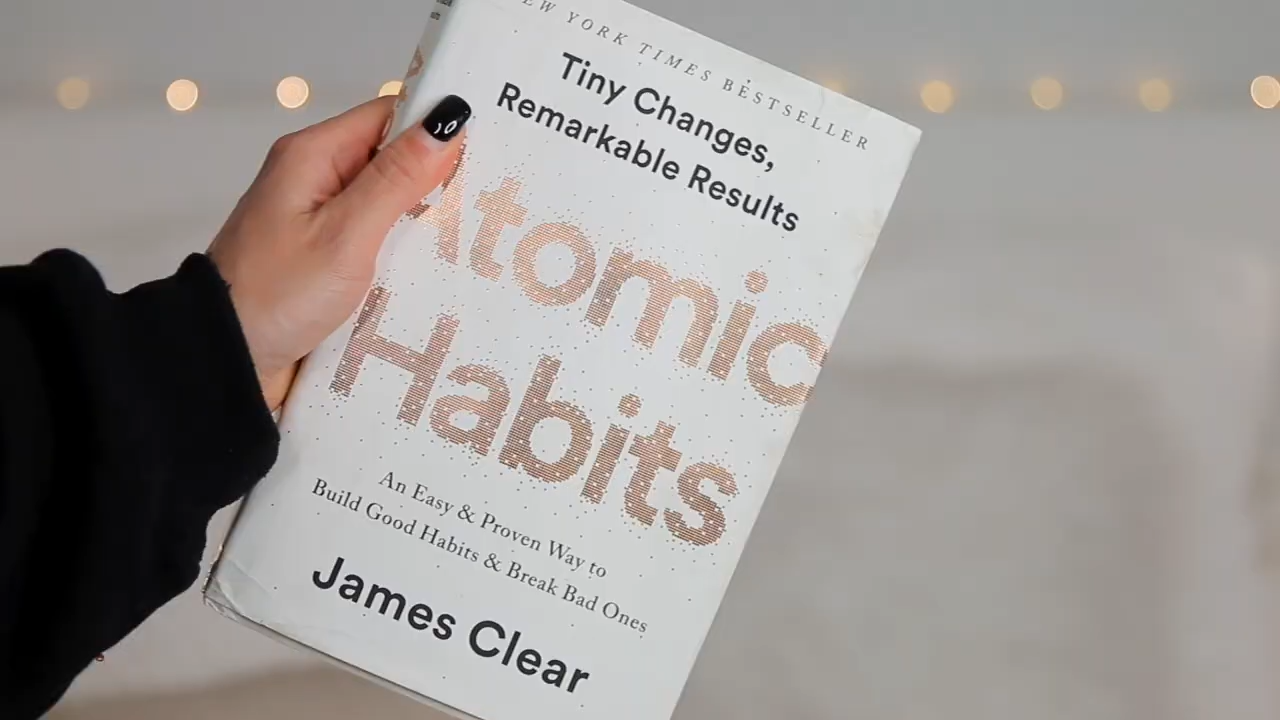 NEW YORK TIMES BESTSELLER
Tiny Changes,
Remarkable Results
Atomic
Habits
An Easy & Proven Way to
Build Good Habits & Break Bad Ones
James Clear